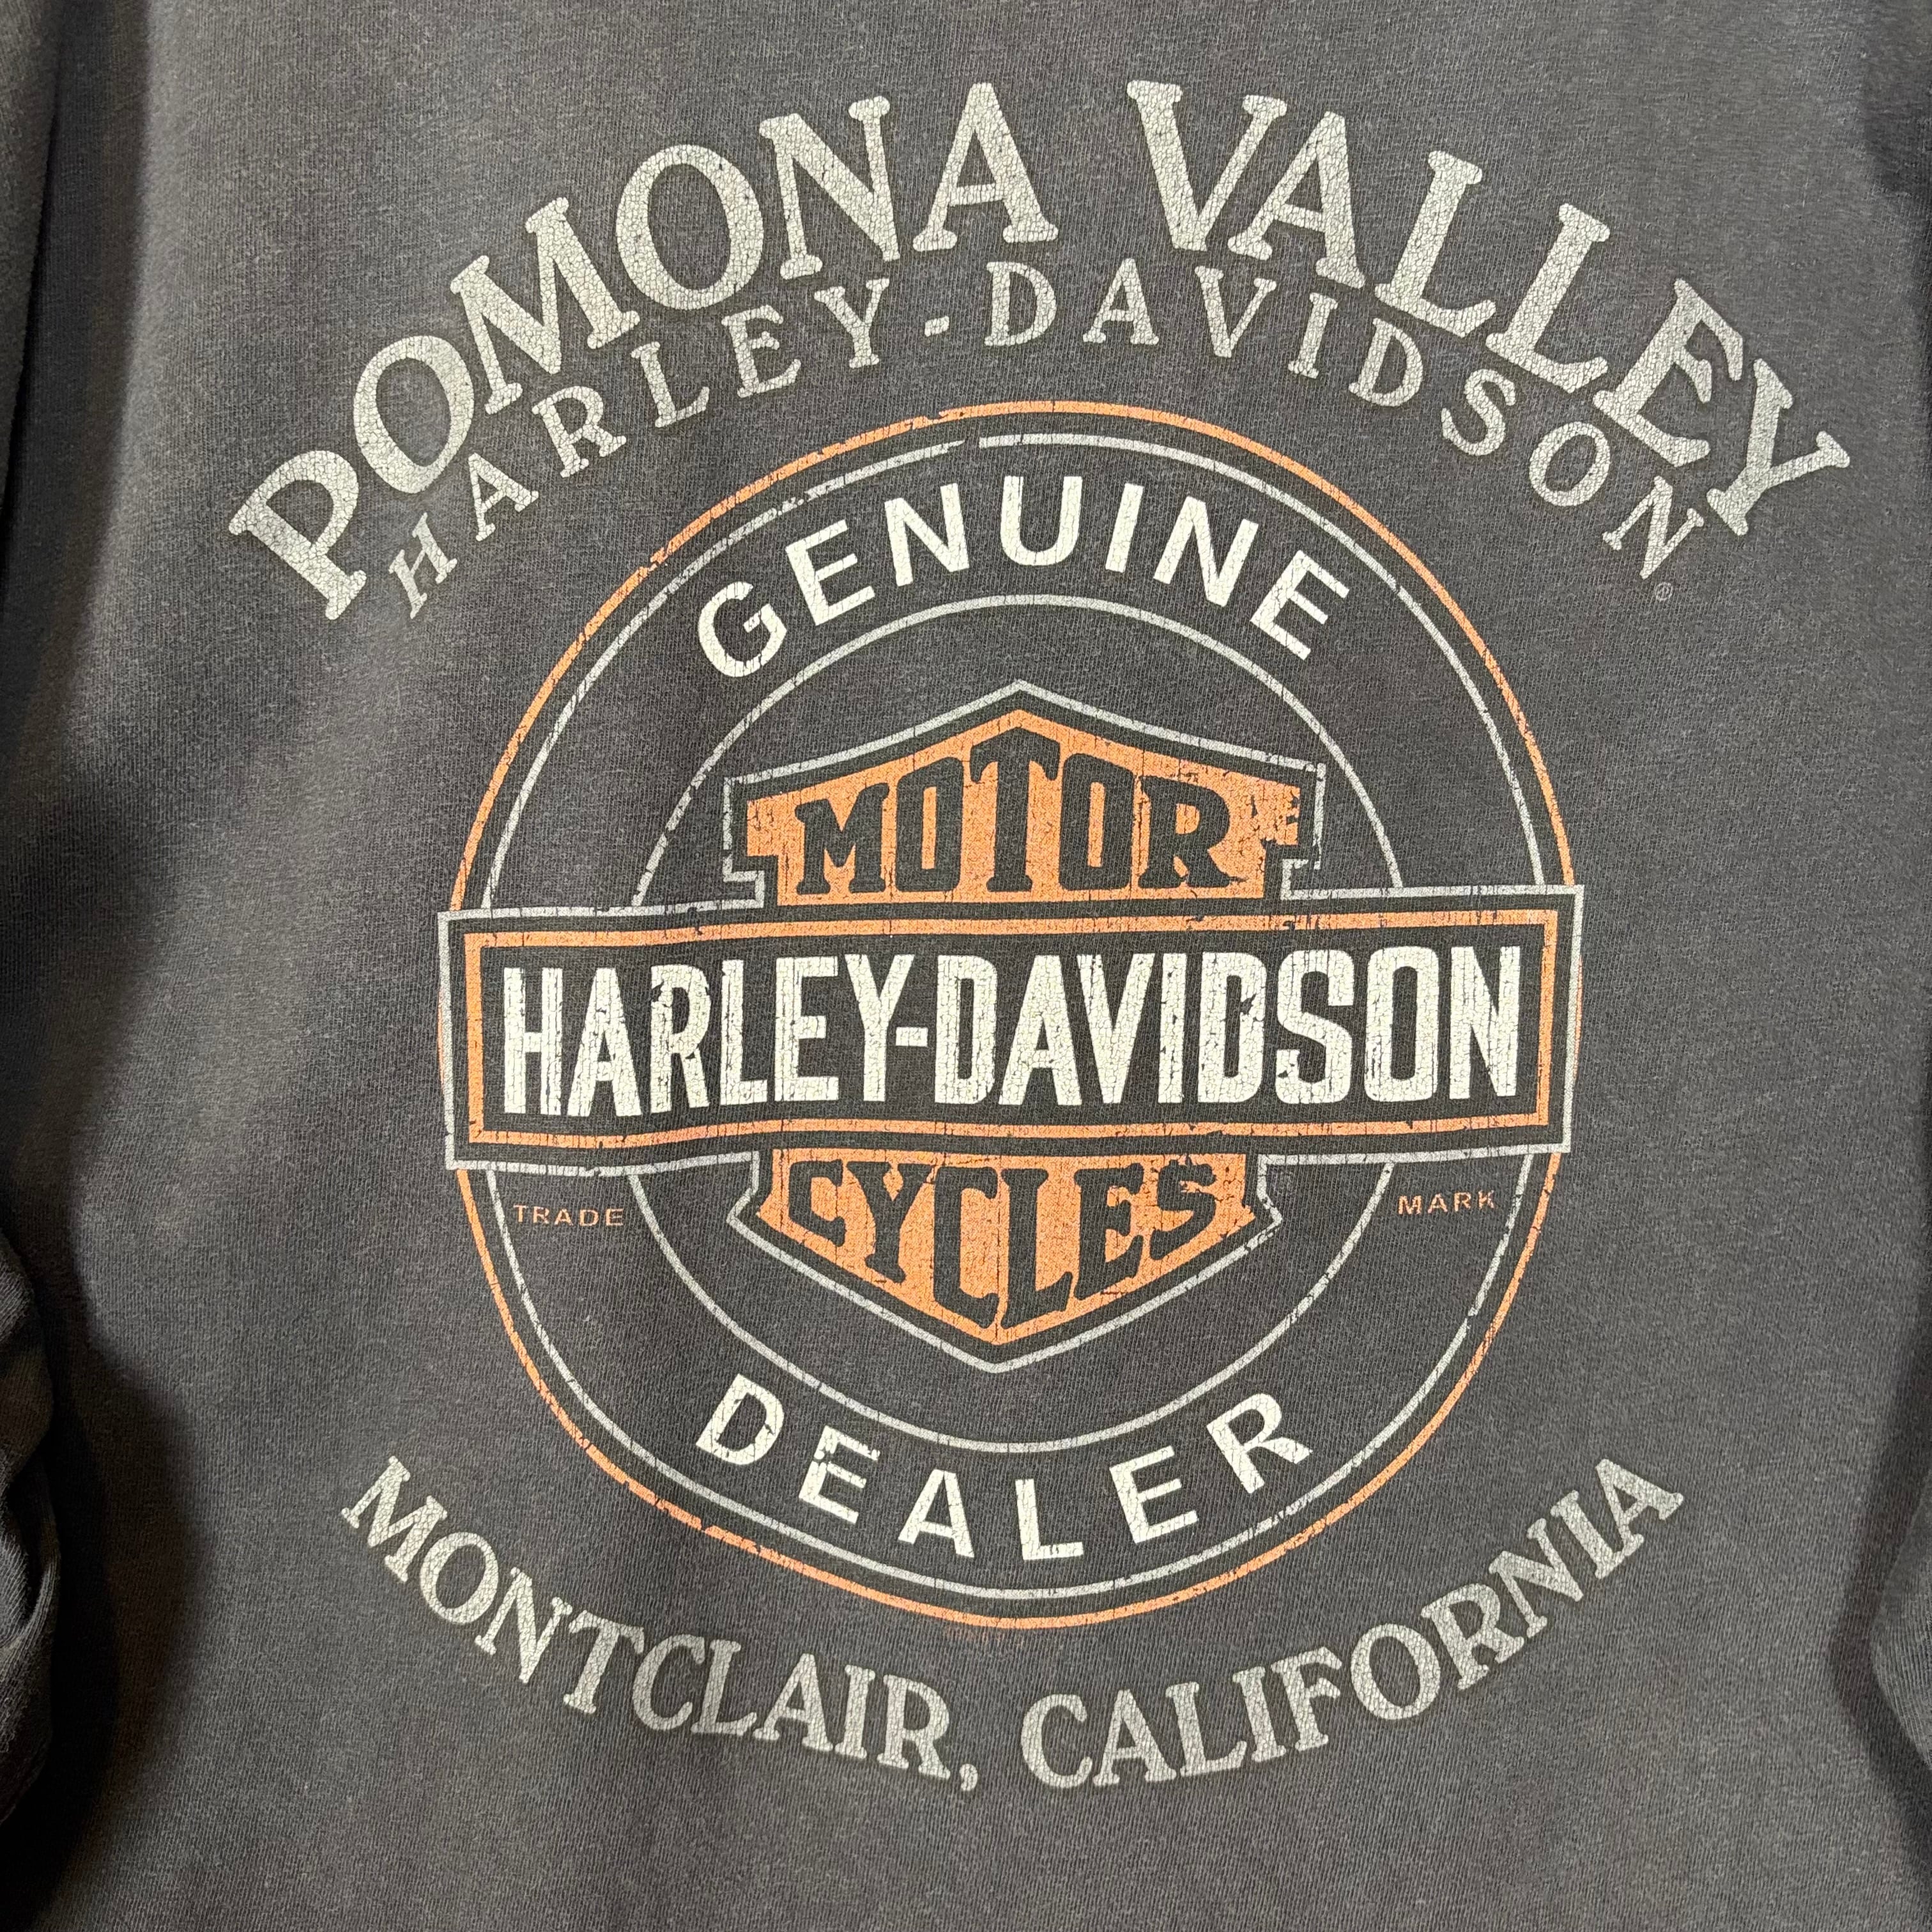 POMONA VALLEY
HARLEY-DAVIDSON®
GENUINE
MOTOR
HARLEY-DAVIDSON
CYCLES
TRADE MARK
DEALER
MONTCLAIR, CALIFORNIA